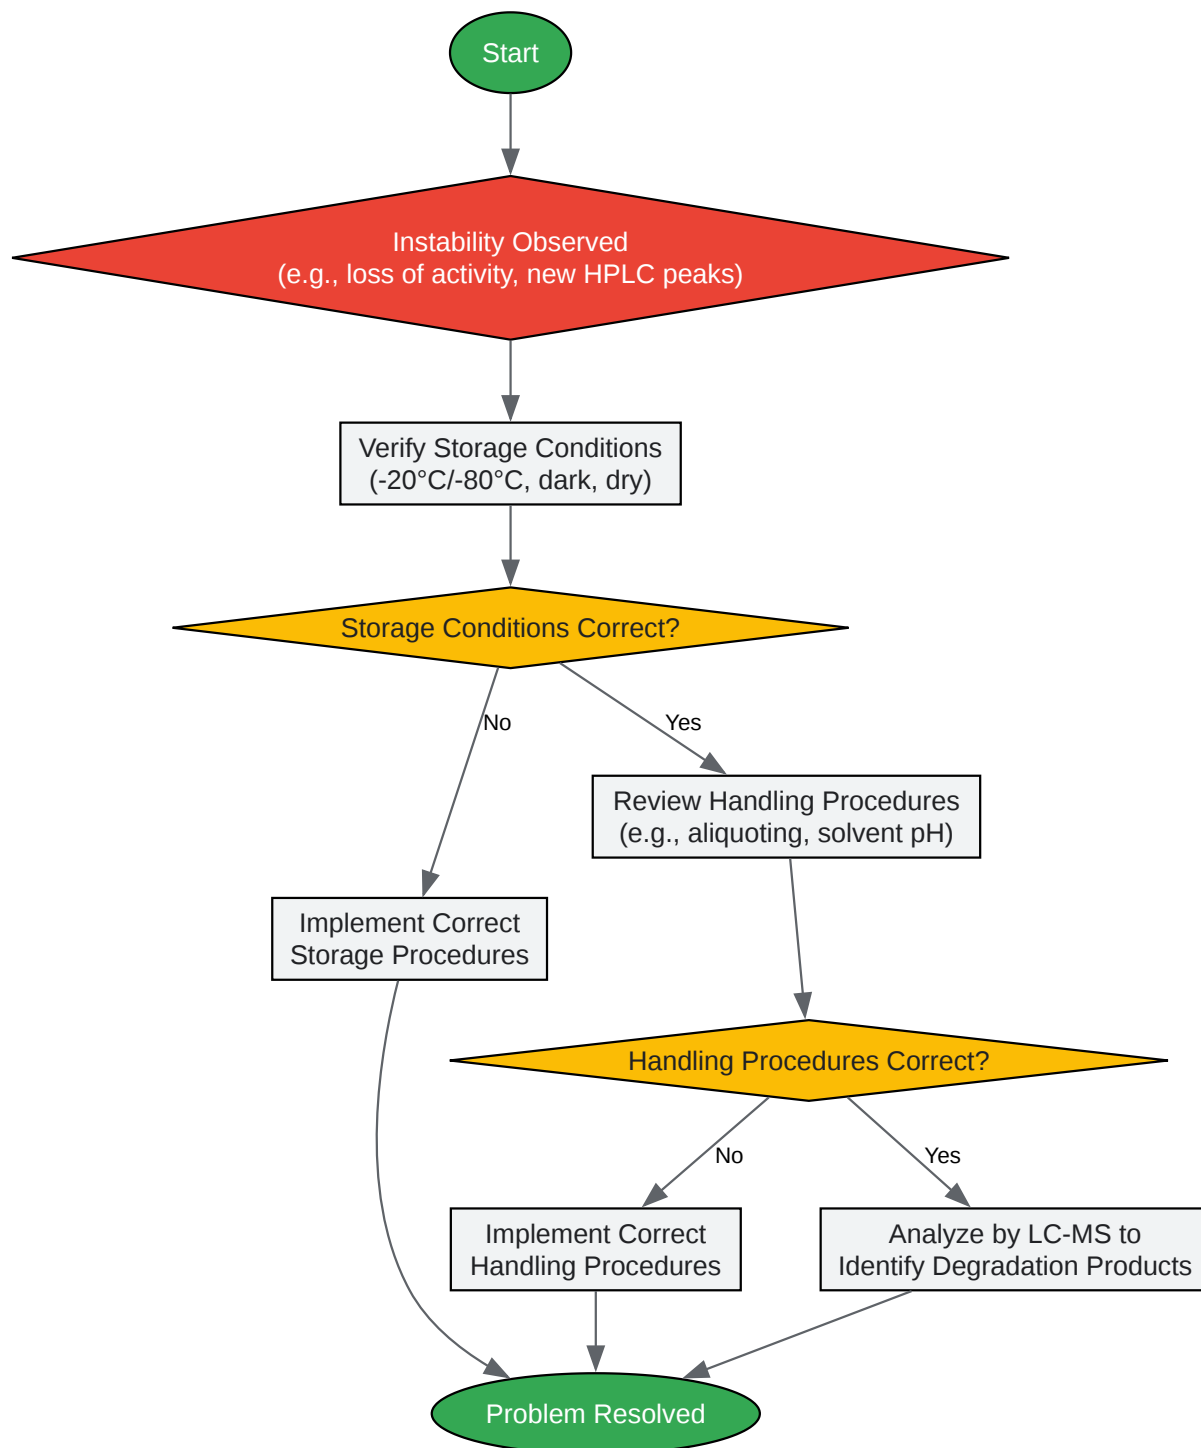 Start
Instability Observed
(e.g., loss of activity, new HPLC peaks)
Verify Storage Conditions
(-20°C/-80°C, dark, dry)
Storage Conditions Correct?
No
Yes
Review Handling Procedures
(e.g., aliquoting, solvent pH)
Implement Correct
Storage Procedures
Handling Procedures Correct?
No
Yes
Implement Correct
Handling Procedures
Analyze by LC-MS to
Identify Degradation Products
Problem Resolved